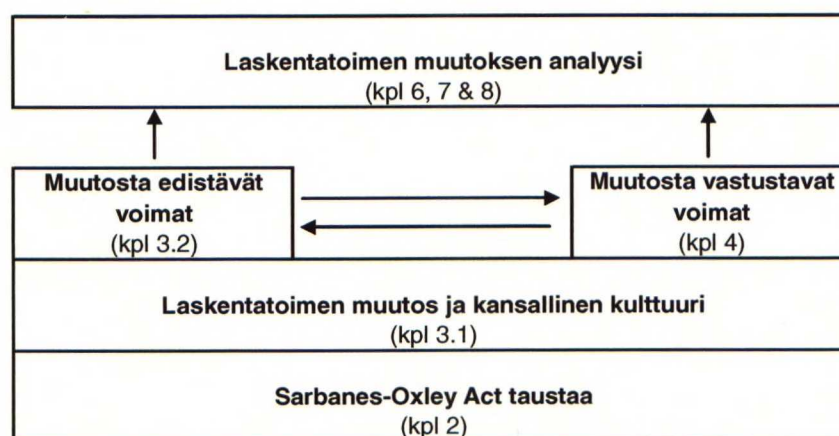 Laskentatoimen muutoksen analyysi
(kpl 6, 7 & 8)
Muutosta edistävät
voimat
(kpl 3.2)
Muutosta vastustavat
voimat
(kpl 4)
Laskentatoimen muutos ja kansallinen kulttuuri
(kpl 3.1)
Sarbanes-Oxley Act taustaa
(kpl 2)